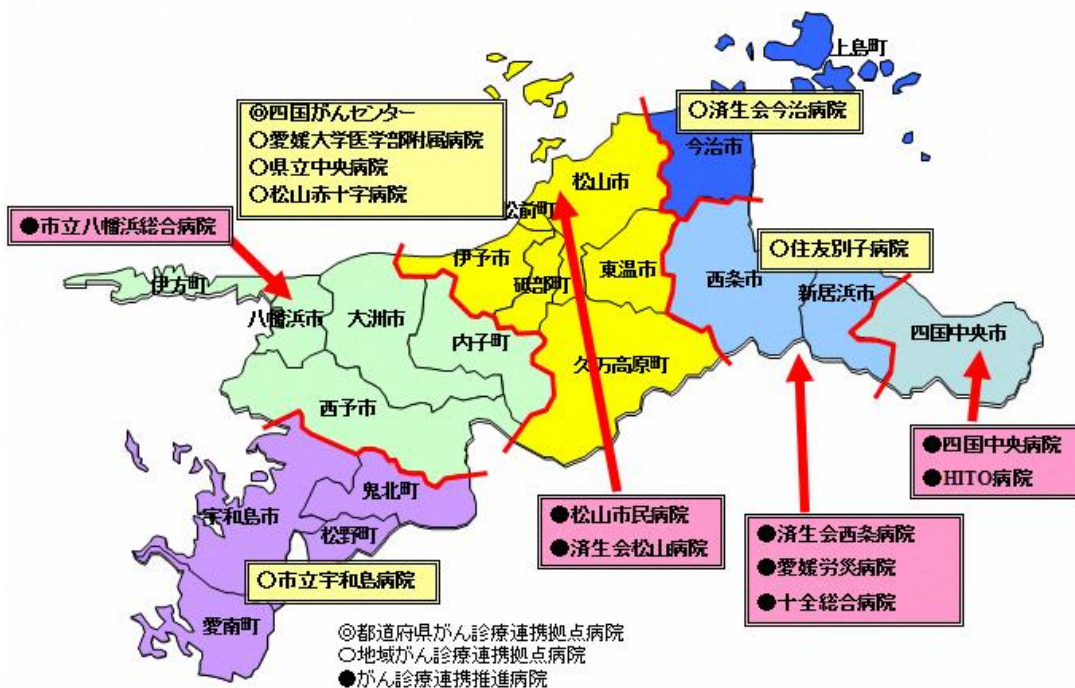 上島町
◎四国がんセンター
○愛媛大学医学部附属病院
○県立中央病院
○松山赤十字病院
○済生会今治病院
今治市
松山市
松前町
●市立八幡浜総合病院
伊予市
砥部町
東温市
○住友別子病院
西条市
新居浜市
伊方町
八幡浜市
大洲市
内子町
久万高原町
四国中央市
西予市
●四国中央病院
●HITO病院
鬼北町
宇和島市
松野町
●松山市民病院
●済生会松山病院
●済生会西条病院
●愛媛労災病院
●十全総合病院
○市立宇和島病院
愛南町
◎都道府県がん診療連携拠点病院
○地域がん診療連携拠点病院
●がん診療連携推進病院